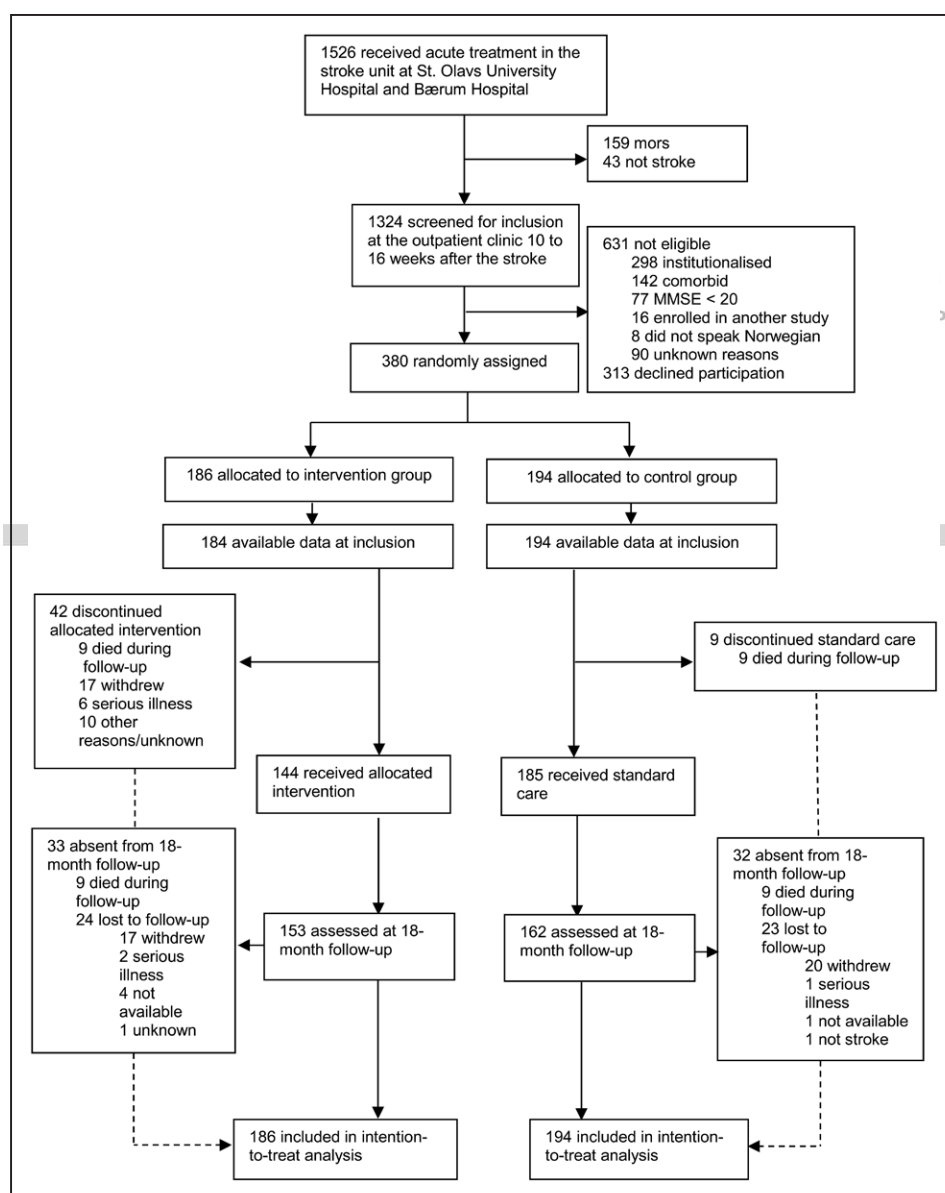 1526 received acute treatment in the
stroke unit at St. Olavs University
Hospital and Bærum Hospital
159 mors
43 not stroke
1324 screened for inclusion
at the outpatient clinic 10 to
16 weeks after the stroke
631 not eligible
298 institutionalised
142 comorbid
77 MMSE < 20
16 enrolled in another study
8 did not speak Norwegian
90 unknown reasons
313 declined participation
380 randomly assigned
186 allocated to intervention group
194 allocated to control group
184 available data at inclusion
194 available data at inclusion
42 discontinued
allocated intervention
9 died during
follow-up
17 withdrew
6 serious illness
10 other
reasons/unknown
9 discontinued standard care
9 died during follow-up
144 received allocated
intervention
185 received standard
care
33 absent from 18-
month follow-up
9 died during
follow-up
24 lost to follow-up
17 withdrew
2 serious
illness
4 not
available
1 unknown
153 assessed at 18-
month follow-up
162 assessed at 18-
month follow-up
32 absent from 18-
month follow-up
9 died during
follow-up
23 lost to
follow-up
20 withdrew
1 serious
illness
1 not available
1 not stroke
186 included in intention-
to-treat analysis
194 included in intention-
to-treat analysis